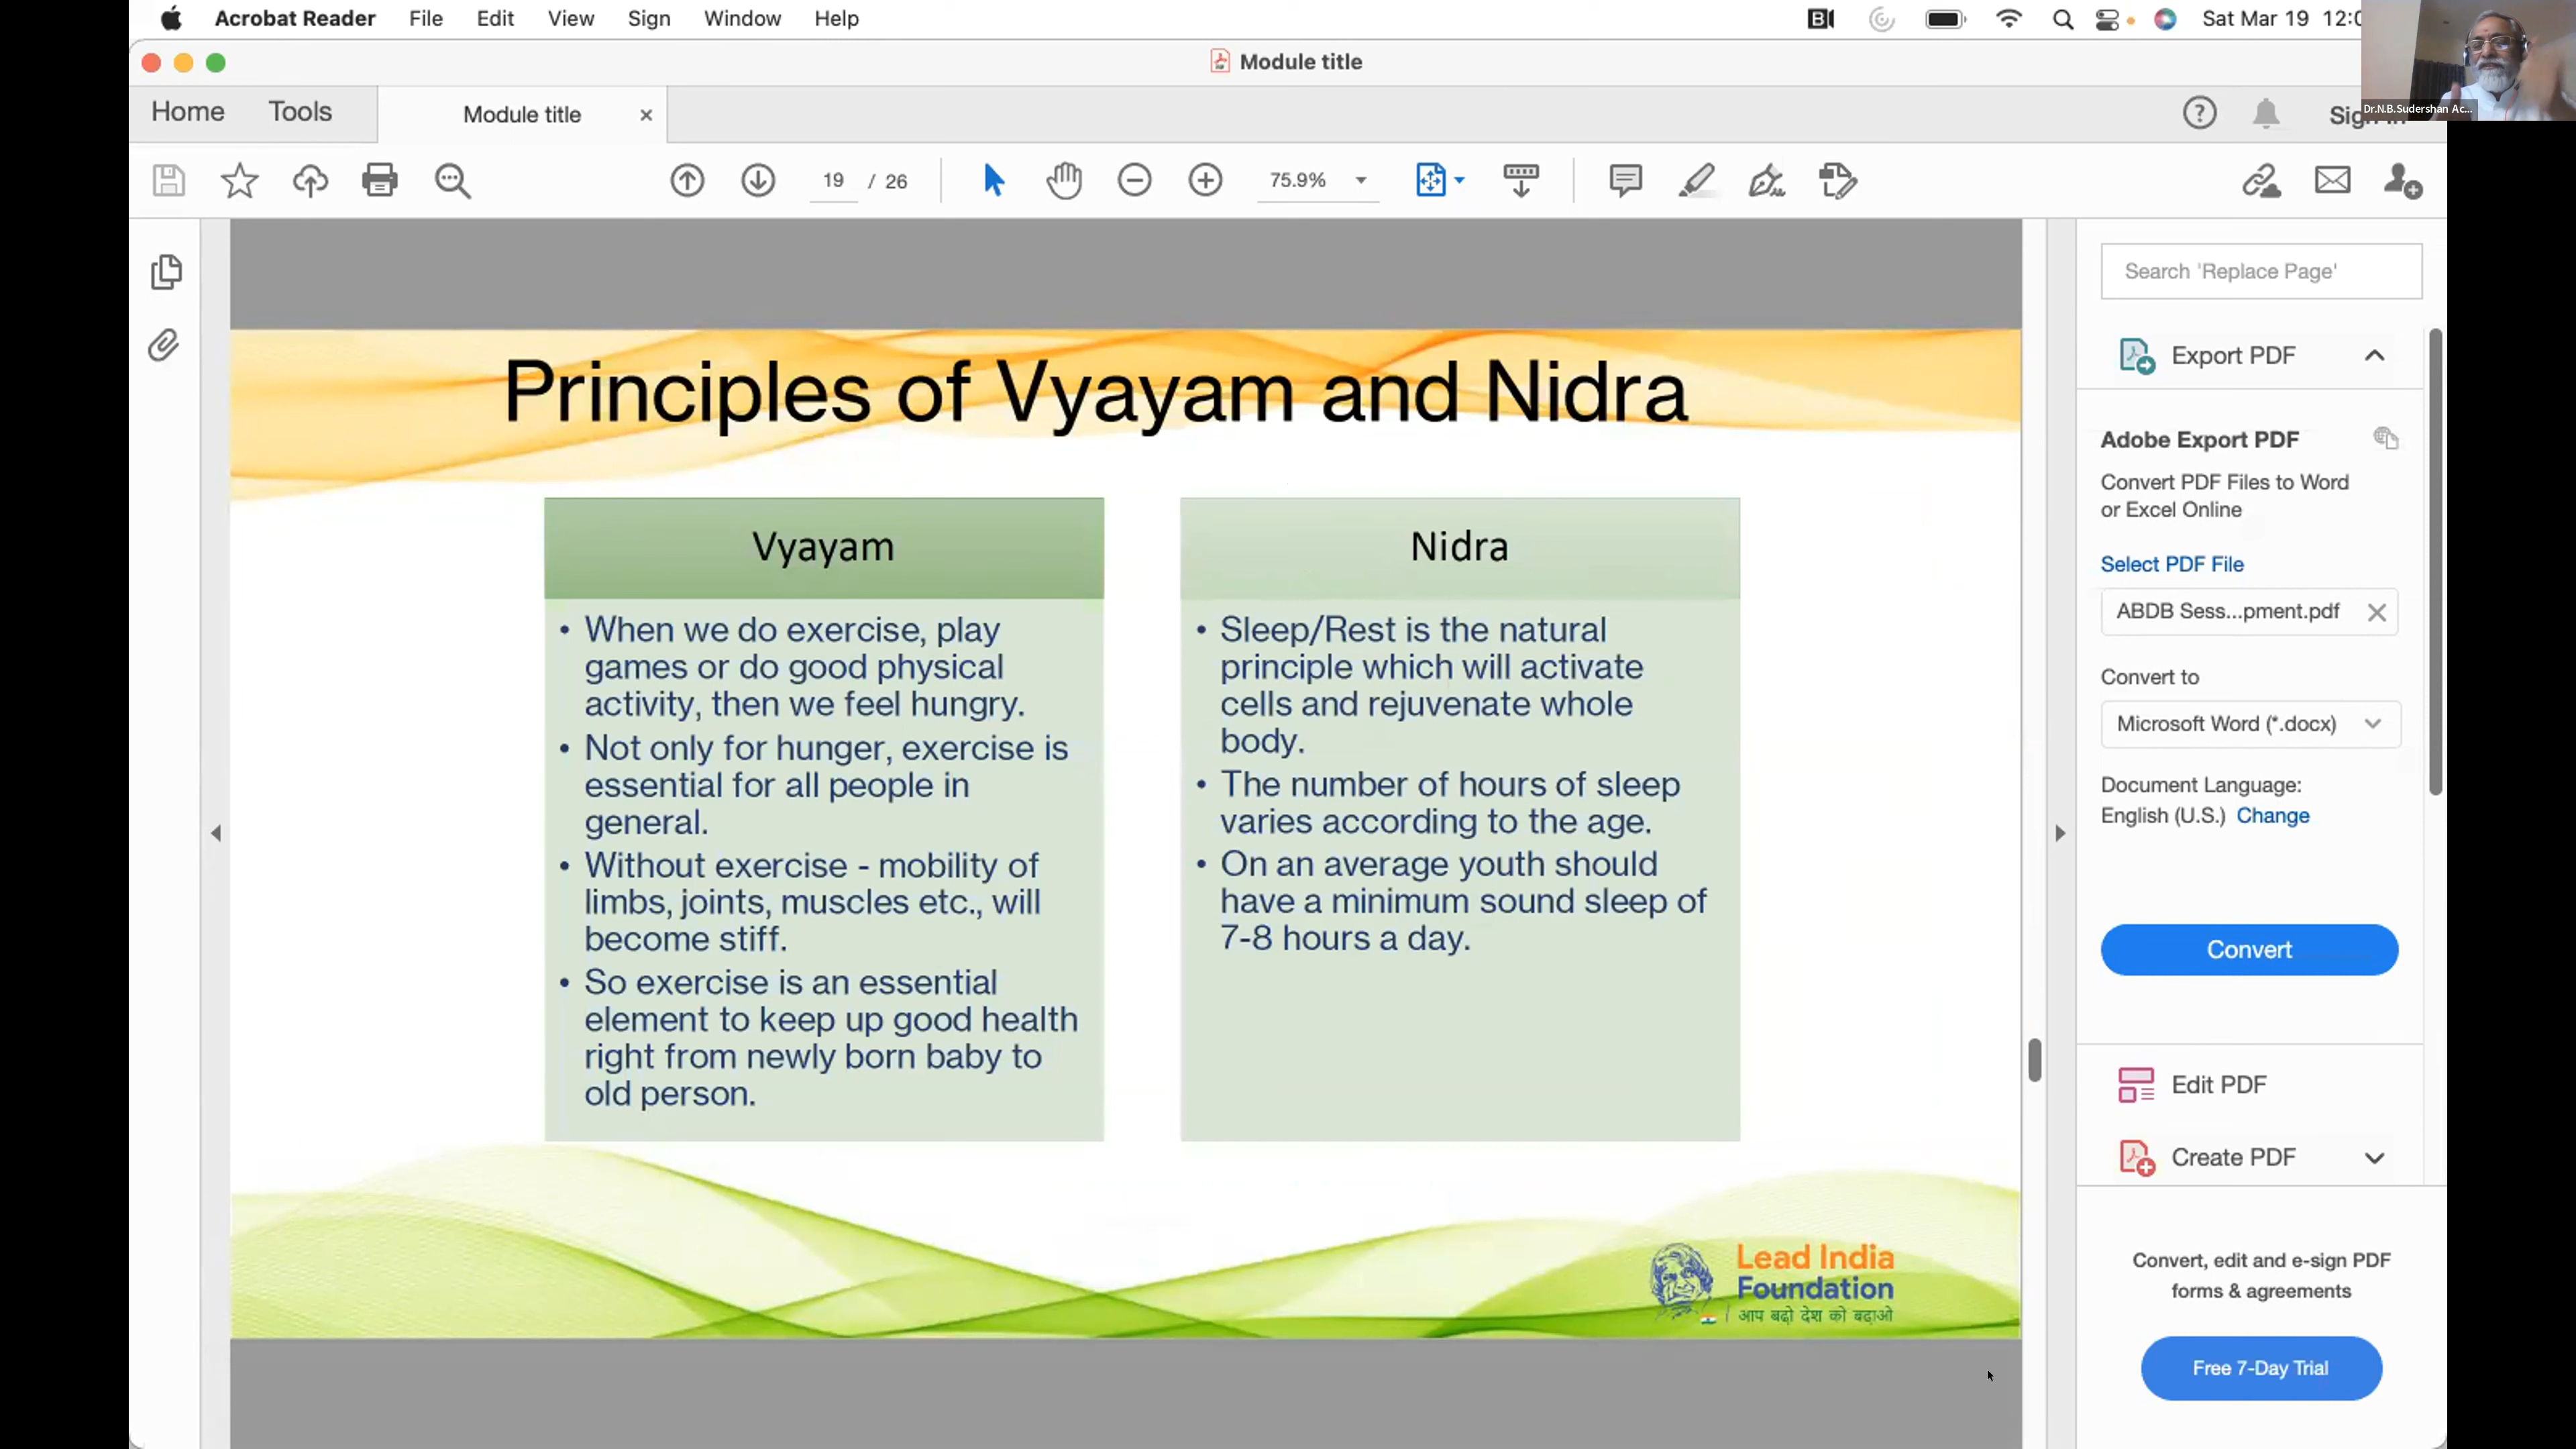 Acrobat Reader File Edit View Sign Window Help
Sat Mar 19 12:0
Module title
Home Tools Module title
Dr.N.B.Sudershan Ac...
19 / 26
75.9%
Principles of Vyayam and Nidra
Vyayam
• When we do exercise, play
games or do good physical
activity, then we feel hungry.
• Not only for hunger, exercise is
essential for all people in
general.
• Without exercise - mobility of
limbs, joints, muscles etc., will
become stiff.
• So exercise is an essential
element to keep up good health
right from newly born baby to
old person.
Nidra
• Sleep/Rest is the natural
principle which will activate
cells and rejuvenate whole
body.
• The number of hours of sleep
varies according to the age.
• On an average youth should
have a minimum sound sleep of
7-8 hours a day.
Lead India
Foundation
आप बढ़ो देश को बढ़ाओ
Search 'Replace Page'
Export PDF
Adobe Export PDF
Convert PDF Files to Word
or Excel Online
Select PDF File
ABDB Sess...pment.pdf
Convert to
Microsoft Word (*.docx)
Document Language:
English (U.S.) Change
Convert
Edit PDF
Create PDF
Convert, edit and e-sign PDF
forms & agreements
Free 7-Day Trial